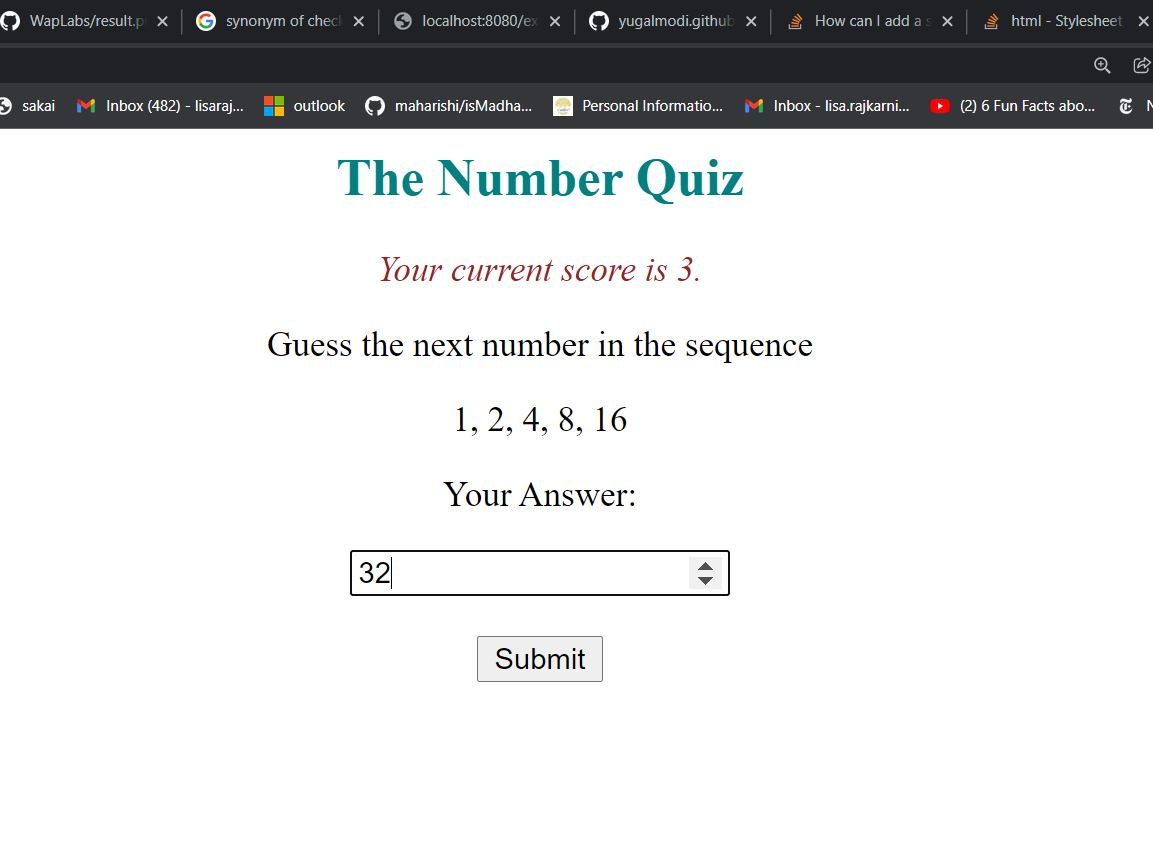 WapLabs/result.p
synonym of chec
localhost:8080/ex
yugalmodi.github
How can I add a s
html - Stylesheet
sakai
Inbox (482) - lisaraj...
outlook
maharishi/isMadha...
Personal Informatio...
Inbox - lisa.rajkarni...
(2) 6 Fun Facts abo...
N
The Number Quiz
Your current score is 3.
Guess the next number in the sequence
1, 2, 4, 8, 16
Your Answer:
32
Submit